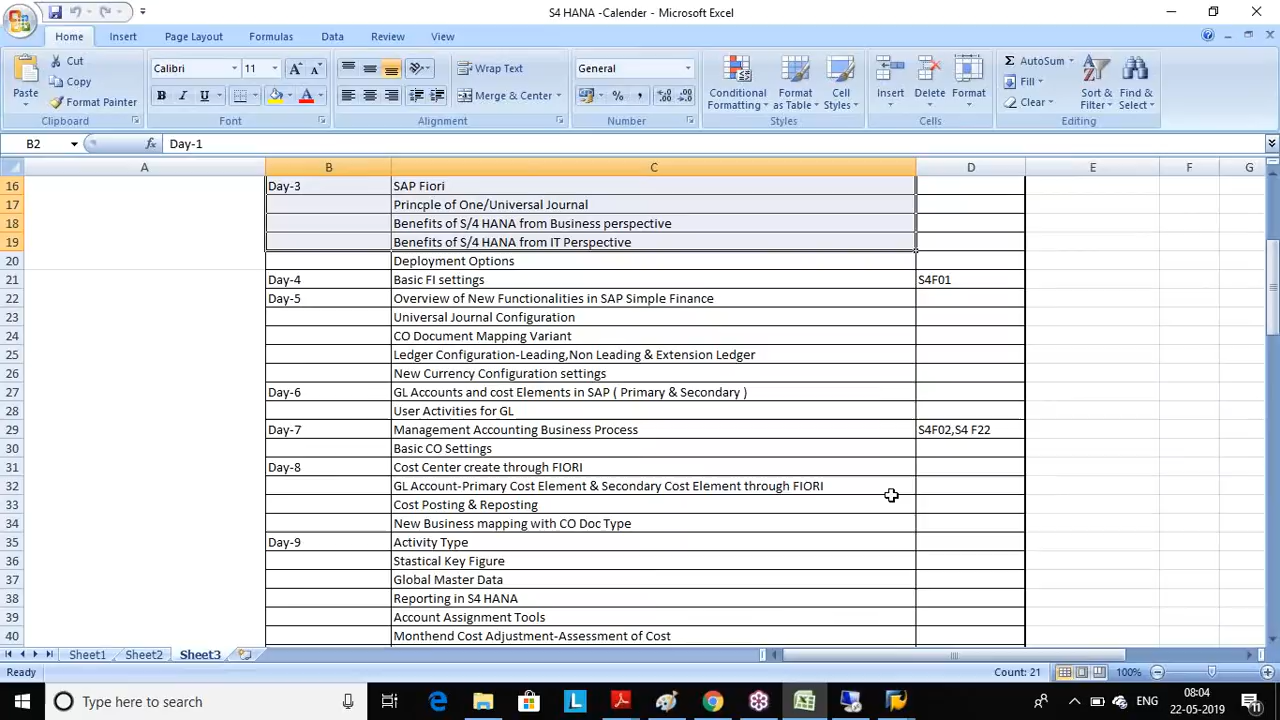 S4 HANA -Calender - Microsoft Excel
Home Insert Page Layout Formulas Data Review View
Paste
Cut
Copy
Format Painter
Clipboard
Calibri 11
B I U
Font
Wrap Text
Merge & Center
Alignment
General
Number
Conditional Formatting
Format as Table
Cell Styles
Styles
Insert Delete Format
Cells
AutoSum
Fill
Clear
Sort & Filter
Find & Select
Editing
B2 fx Day-1
A B C D E F G
16 Day-3 SAP Fiori
17 Princple of One/Universal Journal
18 Benefits of S/4 HANA from Business perspective
19 Benefits of S/4 HANA from IT Perspective
20 Deployment Options
21 Day-4 Basic FI settings S4F01
22 Day-5 Overview of New Functionalities in SAP Simple Finance
23 Universal Journal Configuration
24 CO Document Mapping Variant
25 Ledger Configuration-Leading,Non Leading & Extension Ledger
26 New Currency Configuration settings
27 Day-6 GL Accounts and cost Elements in SAP ( Primary & Secondary )
28 User Activities for GL
29 Day-7 Management Accounting Business Process S4F02,S4 F22
30 Basic CO Settings
31 Day-8 Cost Center create through FIORI
32 GL Account-Primary Cost Element & Secondary Cost Element through FIORI
33 Cost Posting & Reposting
34 New Business mapping with CO Doc Type
35 Day-9 Activity Type
36 Stastical Key Figure
37 Global Master Data
38 Reporting in S4 HANA
39 Account Assignment Tools
40 Monthend Cost Adjustment-Assessment of Cost
Sheet1 Sheet2 Sheet3
Ready Count: 21 100%
Type here to search
ENG
08:04
22-05-2019